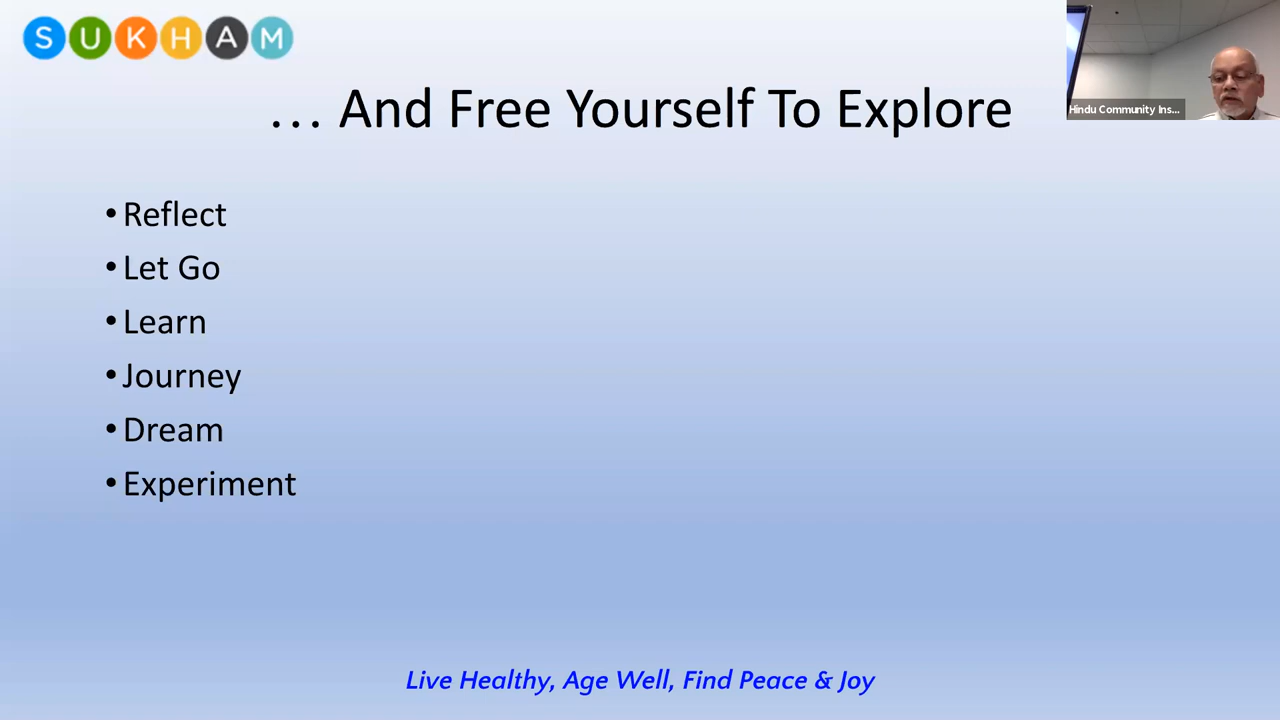 SUKHAM
... And Free Yourself To Explore
Hindu Community Ins...
• Reflect
• Let Go
• Learn
• Journey
• Dream
• Experiment
Live Healthy, Age Well, Find Peace & Joy